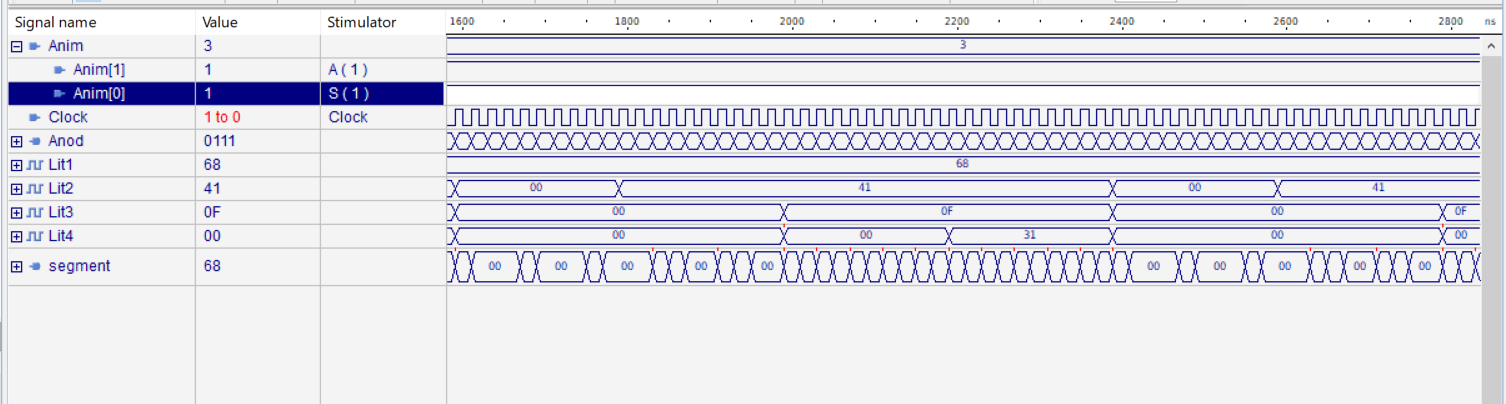 Signal name Value Stimulator 1600 1800 2000 2200 2400 2600 2800 ns
Anim 3 3
Anim[1] 1 A ( 1 )
Anim[0] 1 S ( 1 )
Clock 1 to 0 Clock
Anod 0111
Lit1 68 68
Lit2 41 00 41 00 41
Lit3 0F 00 0F 00 0F
Lit4 00 00 00 31 00 00
segment 68 00 00 00 00 00 00 00 00 00 00